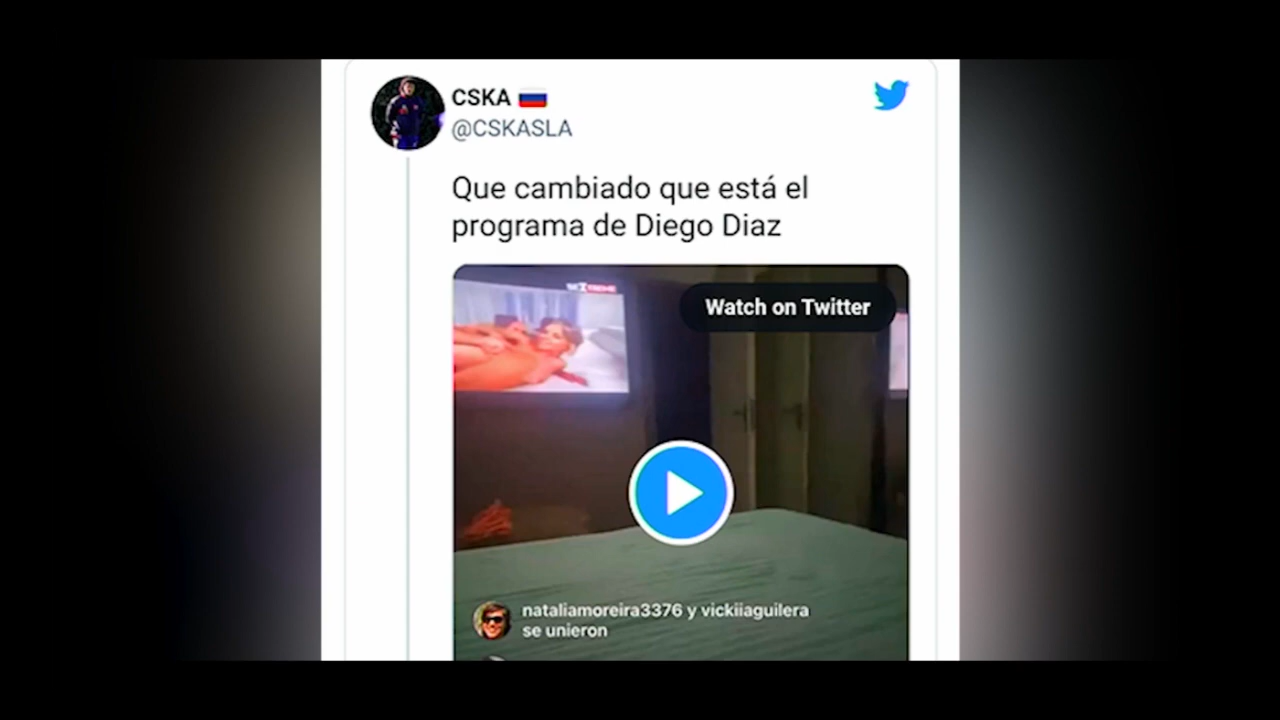 CSKA
@CSKASLA
Que cambiado que está el
programa de Diego Diaz
Watch on Twitter
nataliamoreira3376 y vickiiaguilera
se unieron